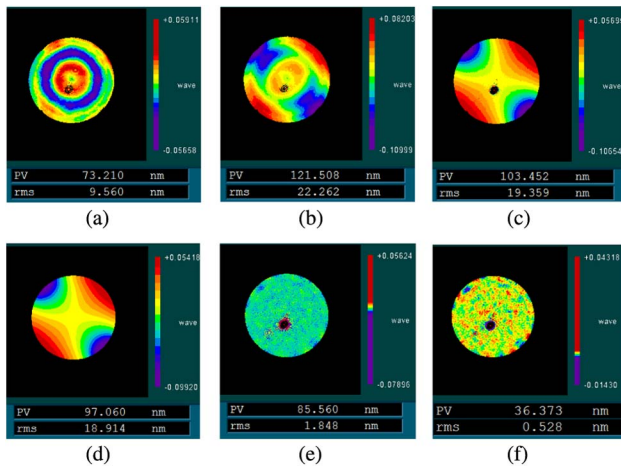 +0.05911
wave
-0.05658
PV 73.210 nm
rms 9.560 nm
(a)
+0.08203
wave
-0.10999
PV 121.508 nm
rms 22.262 nm
(b)
+0.05699
wave
-0.10654
PV 103.452 nm
rms 19.359 nm
(c)
+0.05418
wave
-0.09920
PV 97.060 nm
rms 18.914 nm
(d)
+0.05624
wave
-0.07896
PV 85.560 nm
rms 1.848 nm
(e)
+0.04318
wave
-0.01430
PV 36.373 nm
rms 0.528 nm
(f)